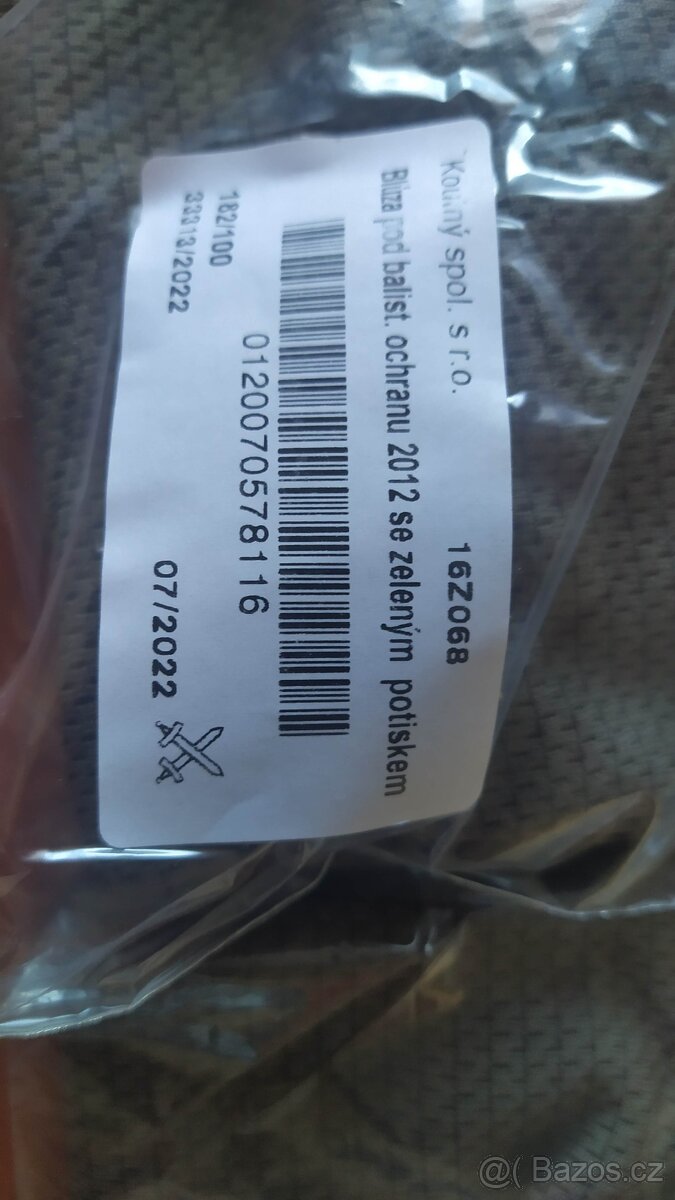 Koutný spol. s r.o.
16Z068
Blůza pod balist. ochranu 2012 se zeleným potiskem
0120070578116
182/100
33313/2022
07/2022
@( Bazos.cz